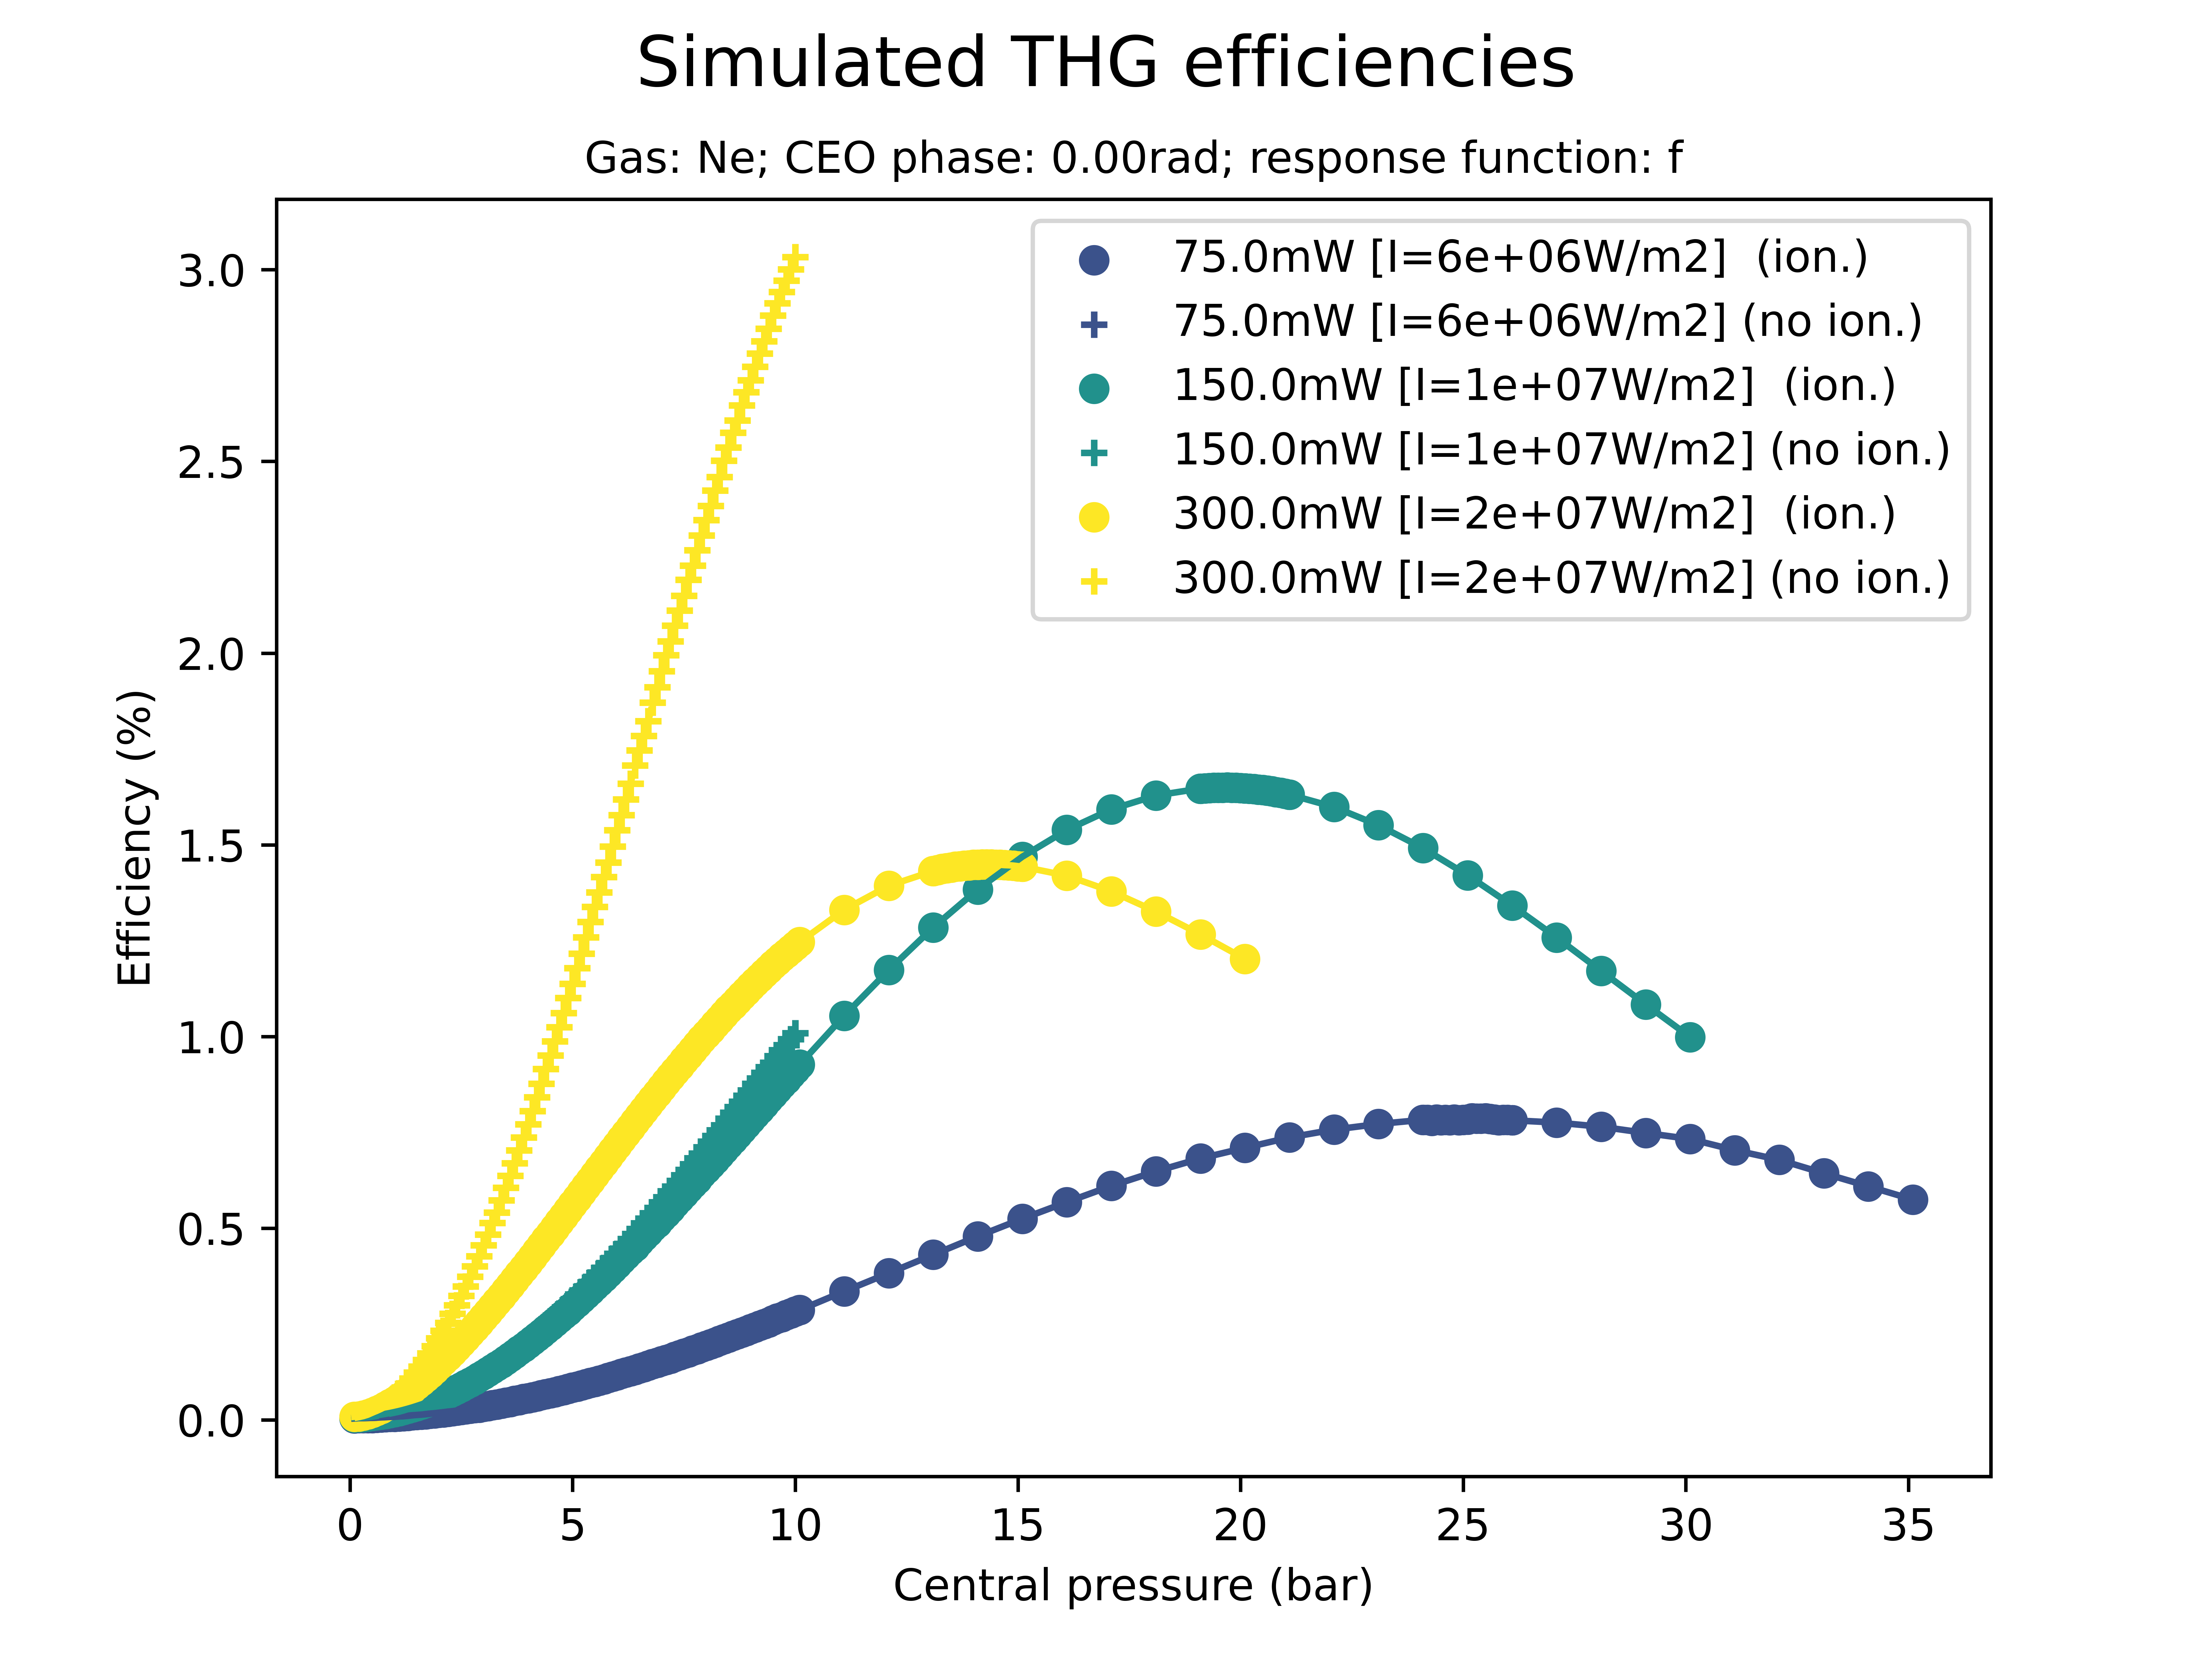 Simulated THG efficiencies
Gas: Ne; CEO phase: 0.00rad; response function: f
75.0mW [I=6e+06W/m2]  (ion.)
75.0mW [I=6e+06W/m2] (no ion.)
150.0mW [I=1e+07W/m2]  (ion.)
150.0mW [I=1e+07W/m2] (no ion.)
300.0mW [I=2e+07W/m2]  (ion.)
300.0mW [I=2e+07W/m2] (no ion.)
Efficiency (%)
3.0
2.5
2.0
1.5
1.0
0.5
0.0
0 5 10 15 20 25 30 35
Central pressure (bar)